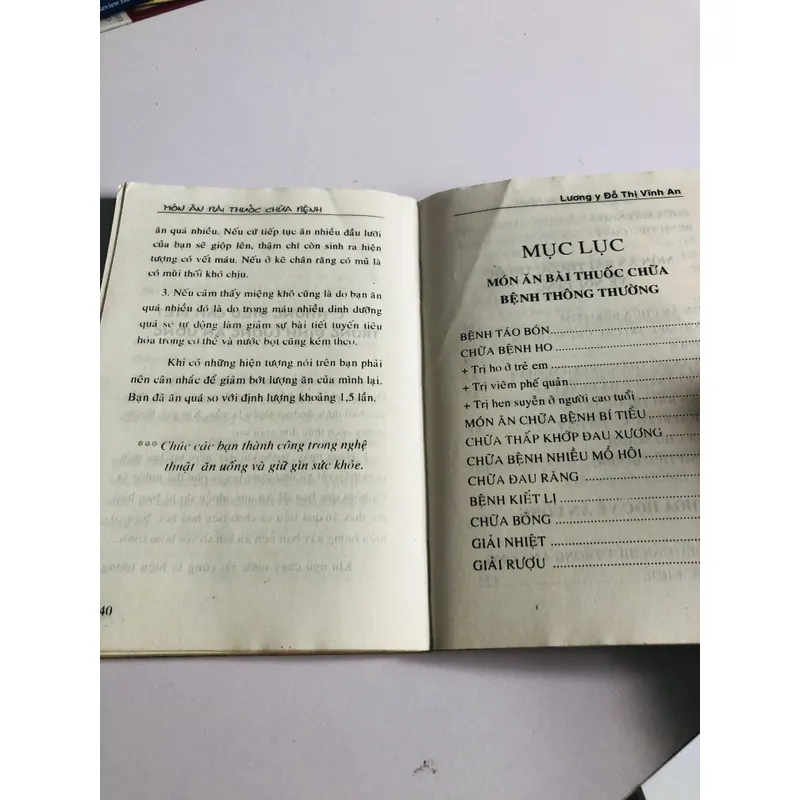 Review
MÓN ĂN BÀI THUỐC CHỮA BỆNH
ăn quá nhiều. Nếu cứ tiếp tục ăn nhiều đầu lưỡi
của bạn sẽ giộp lên, thậm chí còn sinh ra hiện
tượng có vết máu. Nếu ở kẽ chân răng có mủ là
có mùi thối khó chịu.
3. Nếu cảm thấy miệng khô cũng là do bạn ăn
quá nhiều đó là do trong máu nhiều dinh dưỡng
quá sẽ tự động làm giảm sự bài tiết tuyến tiêu
hóa trong cơ thể và nước bọt cũng kém theo.
Khi có những hiện tượng nói trên bạn phải
nên cân nhắc để giảm bớt lượng ăn của mình lại.
Bạn đã ăn quá so với định lượng khoảng 1,5 lần.
*** Chúc các bạn thành công trong nghệ
thuật ăn uống và giữ gìn sức khỏe.
40
Lương y Đỗ Thị Vĩnh An
MỤC LỤC
MÓN ĂN BÀI THUỐC CHỮA
BỆNH THÔNG THƯỜNG
BỆNH TÁO BÓN
CHỮA BỆNH HO
+ Trị ho ở trẻ em
+ Trị viêm phế quản
+ Trị hen suyễn ở người cao tuổi
MÓN ĂN CHỮA BỆNH BÍ TIỂU
CHỮA THẤP KHỚP ĐAU XƯƠNG
CHỮA BỆNH NHIỀU MỒ HÔI
CHỮA ĐAU RĂNG
BỆNH KIẾT LỊ
CHỮA BỎNG
GIẢI NHIỆT
GIẢI RƯỢU